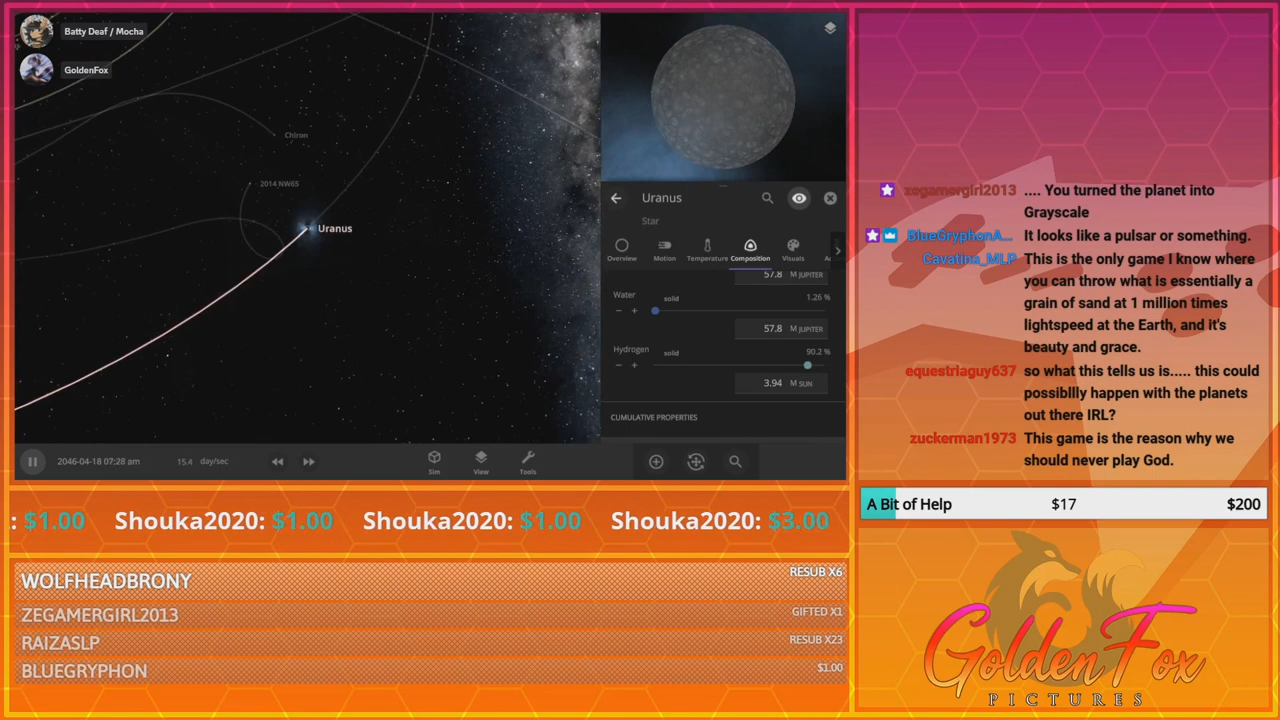 Batty Deaf / Mocha
GoldenFox
Chiron
2014 NW65
Uranus
Uranus
Star
Overview
Motion
Temperature
Composition
Visuals
57.8 M JUPITER
Water
solid
1.26 %
57.8 M JUPITER
Hydrogen
solid
90.2 %
3.94 M SUN
CUMULATIVE PROPERTIES
2046-04-18 07:28 am
15.4 day/sec
Sim
View
Tools
zegamergirl2013 .... You turned the planet into
Grayscale
BlueGryphonA... It looks like a pulsar or something.
Cavatina_MLP This is the only game I know where
you can throw what is essentially a
grain of sand at 1 million times
lightspeed at the Earth, and it's
beauty and grace.
equestriaguy637 so what this tells us is..... this could
possiblly happen with the planets
out there IRL?
zuckerman1973 This game is the reason why we
should never play God.
A Bit of Help $17 $200
: $1.00 Shouka2020: $1.00 Shouka2020: $1.00 Shouka2020: $3.00
WOLFHEADBRONY RESUB X6
ZEGAMERGIRL2013 GIFTED X1
RAIZASLP RESUB X23
BLUEGRYPHON $1.00
GoldenFox
PICTURES